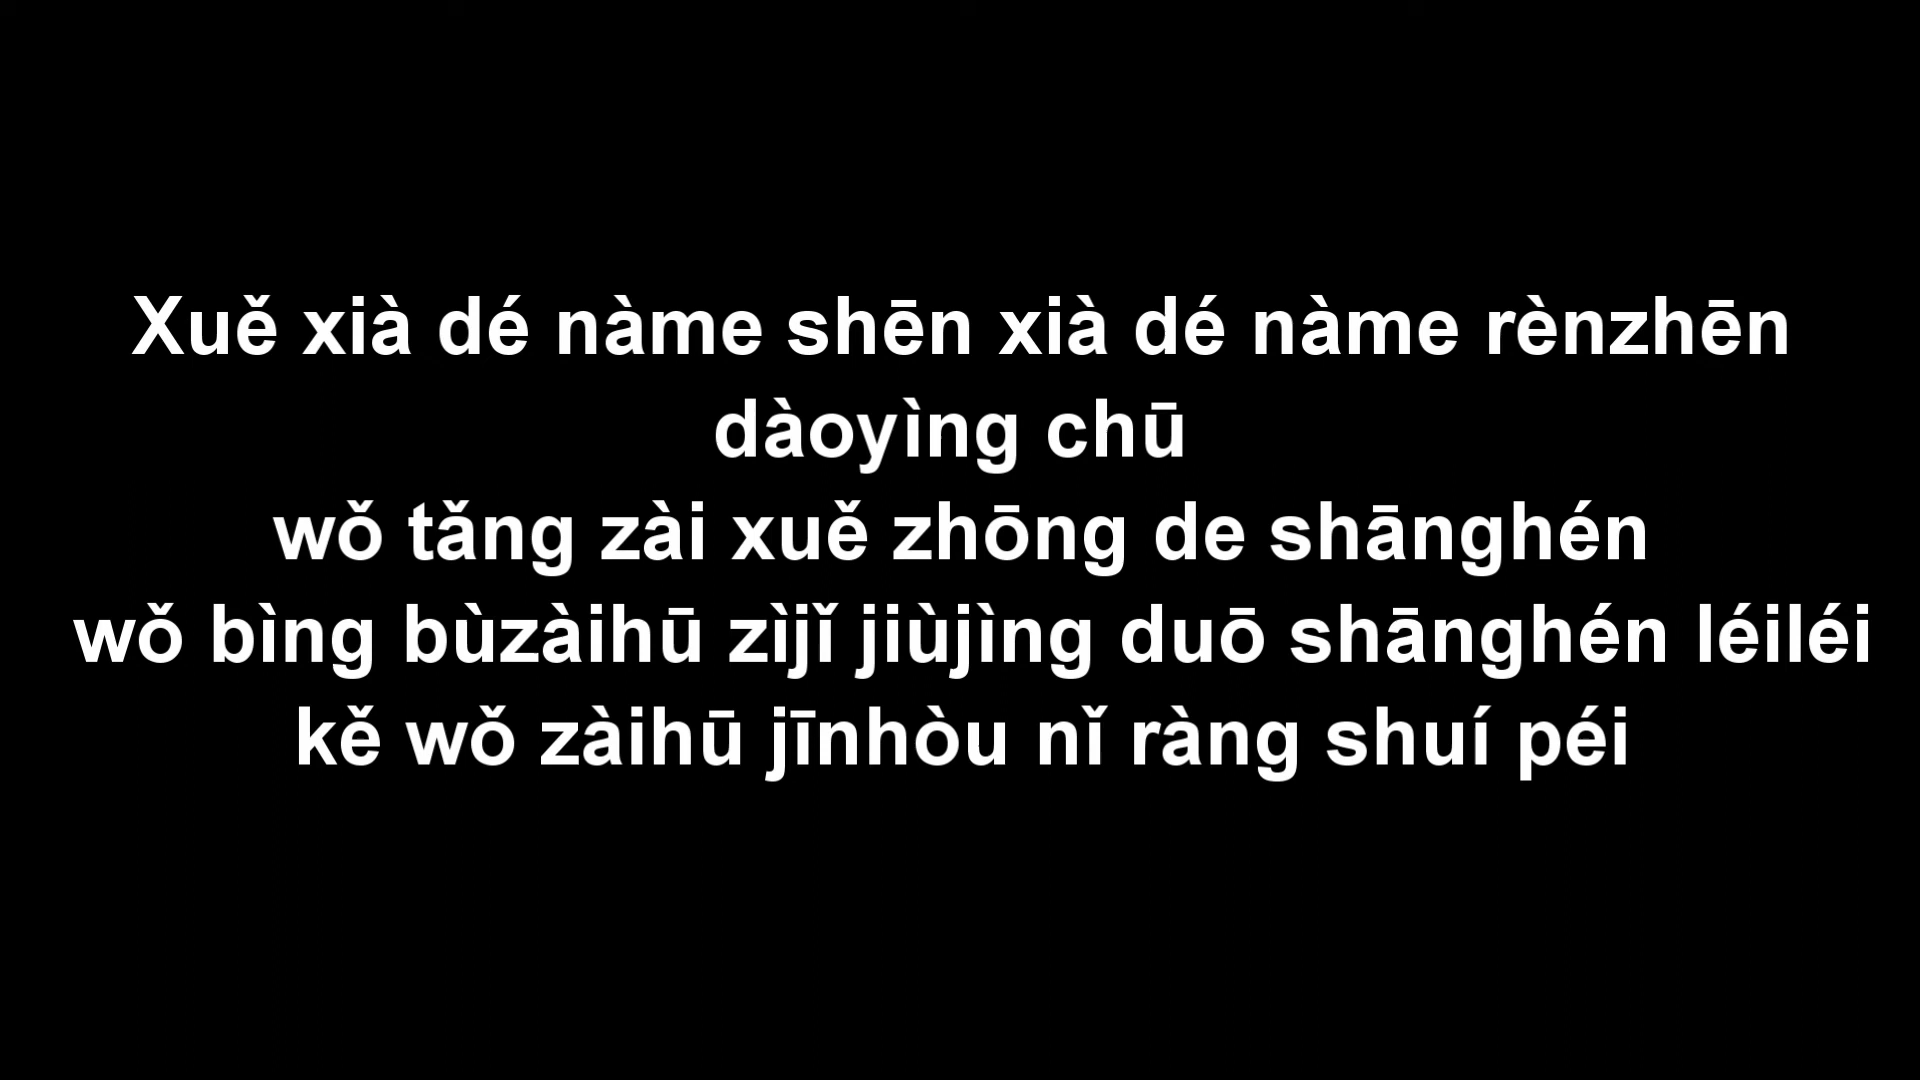 Xuě xià dé nàme shēn xià dé nàme rènzhēn
dàoyìng chū
wǒ tǎng zài xuě zhōng de shānghén
wǒ bìng bùzàihū zìjǐ jiùjìng duō shānghén léiléi
kě wǒ zàihū jīnhòu nǐ ràng shuí péi